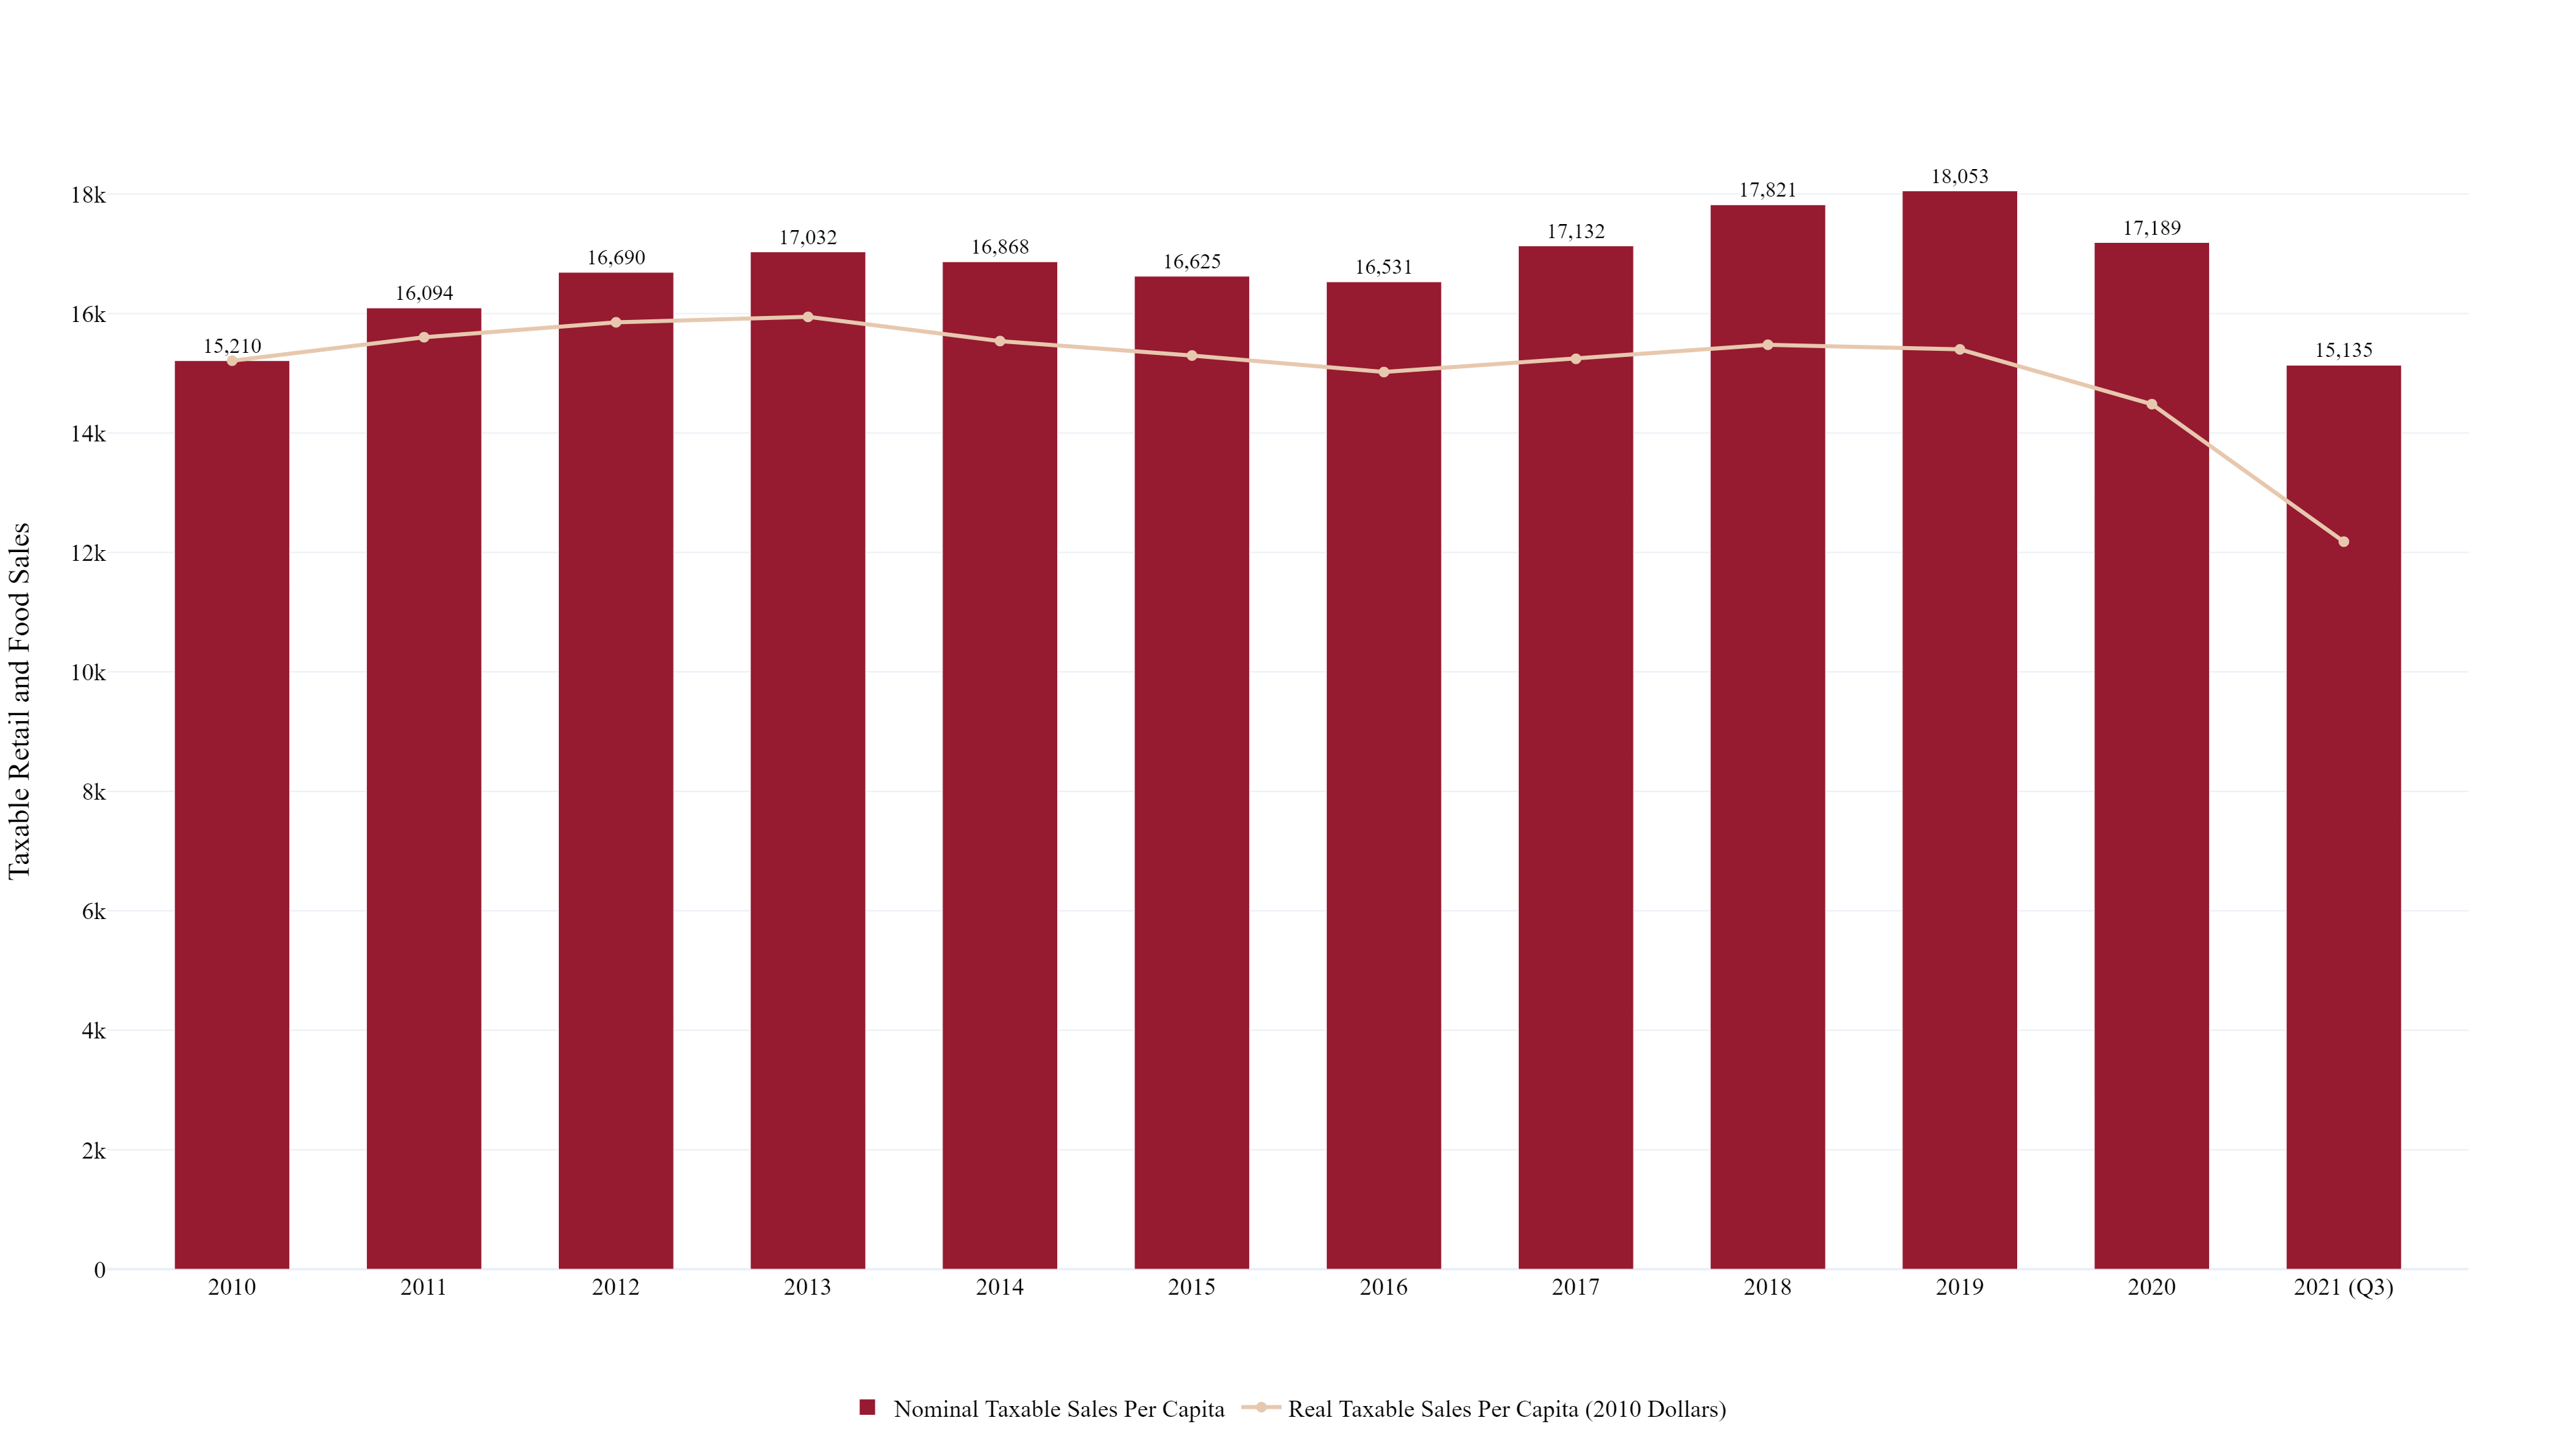 Taxable Retail and Food Sales
18k
16k
14k
12k
10k
8k
6k
4k
2k
0
15,210
16,094
16,690
17,032
16,868
16,625
16,531
17,132
17,821
18,053
17,189
15,135
2010
2011
2012
2013
2014
2015
2016
2017
2018
2019
2020
2021 (Q3)
Nominal Taxable Sales Per Capita
Real Taxable Sales Per Capita (2010 Dollars)